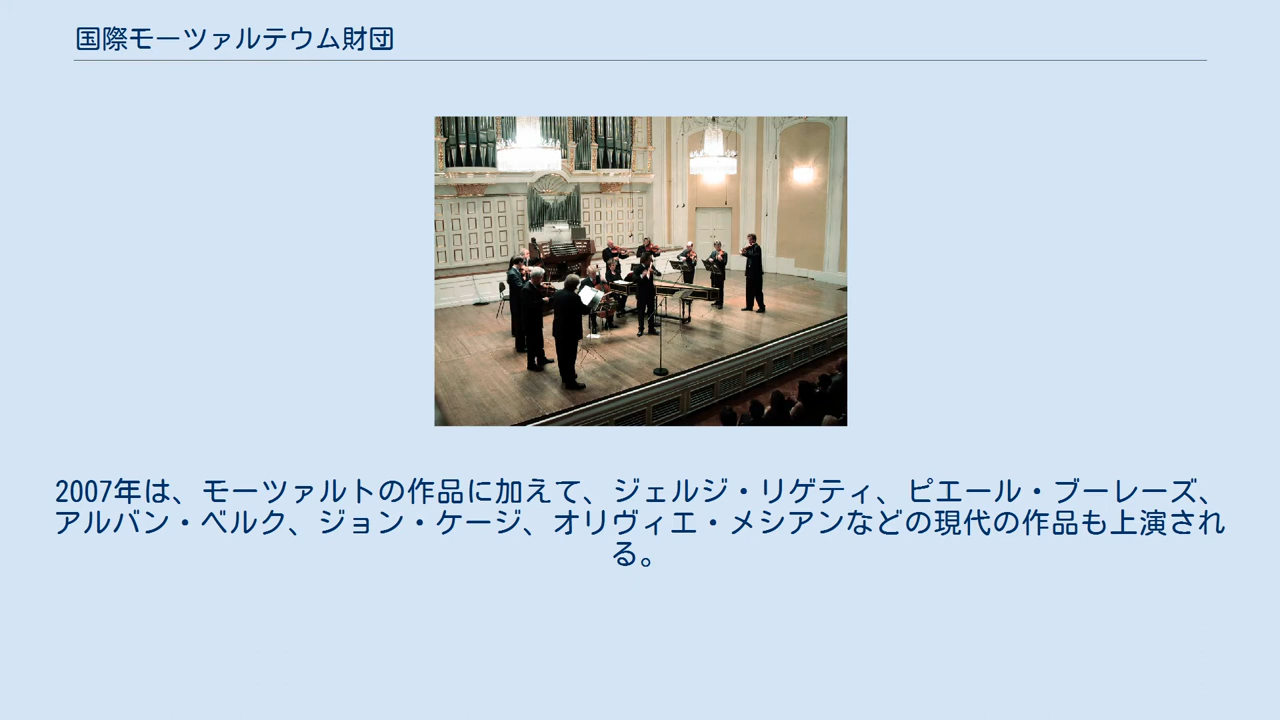 国際モーツァルテウム財団
2007年は、モーツァルトの作品に加えて、ジェルジ・リゲティ、ピエール・ブーレーズ、
アルバン・ベルク、ジョン・ケージ、オリヴィエ・メシアンなどの現代の作品も上演され
る。